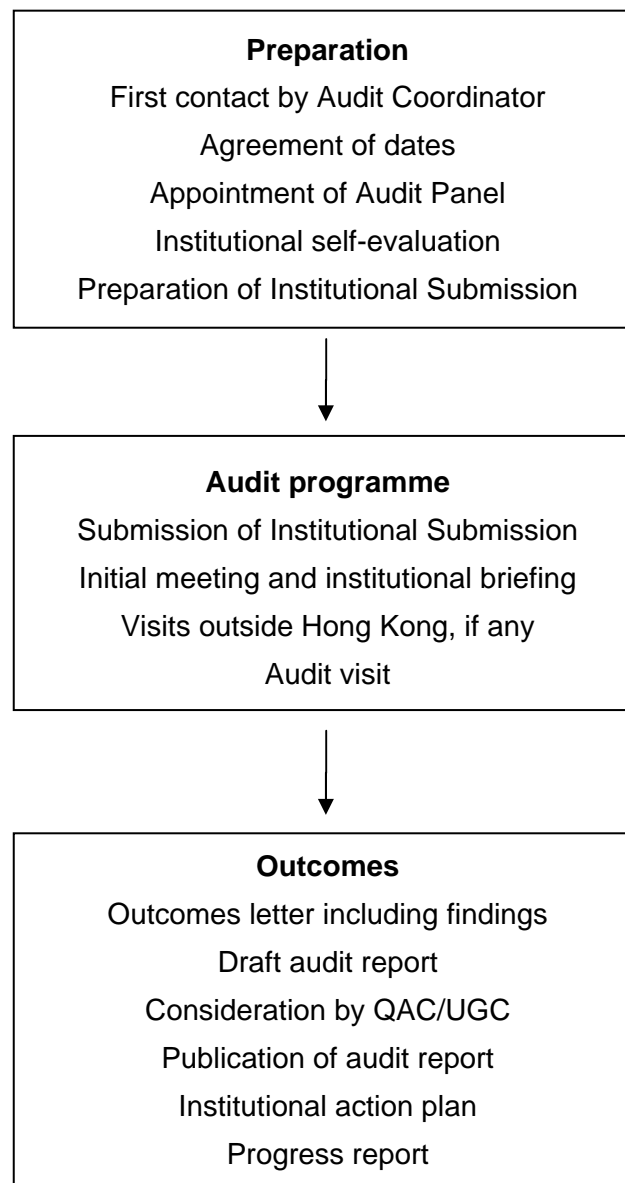 Preparation
First contact by Audit Coordinator
Agreement of dates
Appointment of Audit Panel
Institutional self-evaluation
Preparation of Institutional Submission
Audit programme
Submission of Institutional Submission
Initial meeting and institutional briefing
Visits outside Hong Kong, if any
Audit visit
Outcomes
Outcomes letter including findings
Draft audit report
Consideration by QAC/UGC
Publication of audit report
Institutional action plan
Progress report